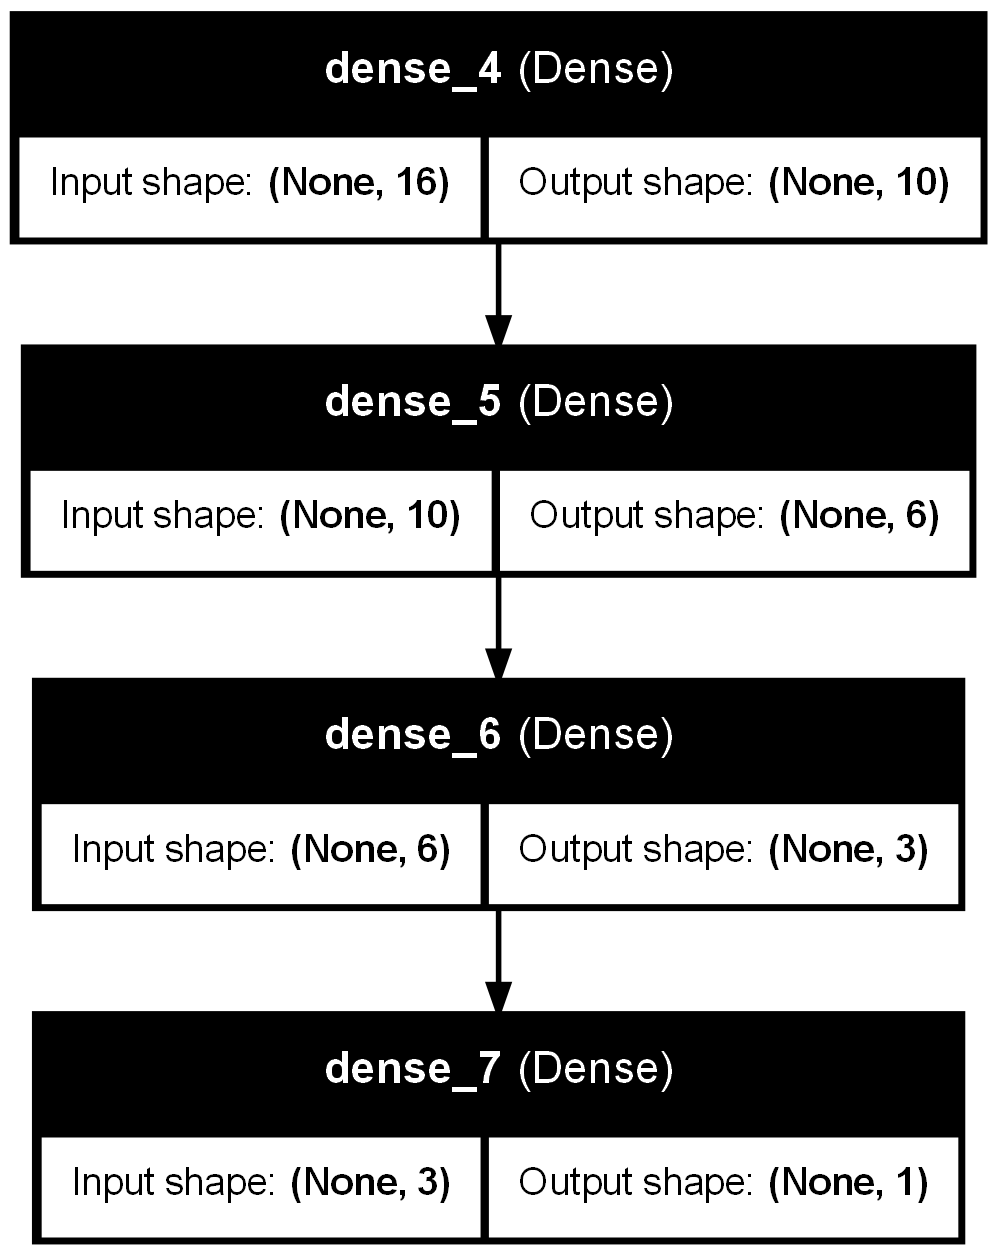 dense_4 (Dense)
Input shape: (None, 16) Output shape: (None, 10)
dense_5 (Dense)
Input shape: (None, 10) Output shape: (None, 6)
dense_6 (Dense)
Input shape: (None, 6) Output shape: (None, 3)
dense_7 (Dense)
Input shape: (None, 3) Output shape: (None, 1)